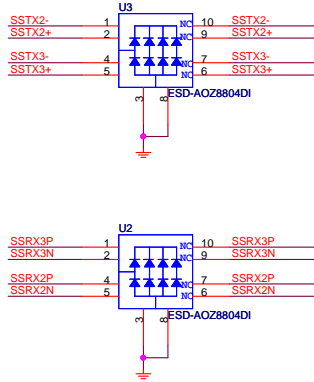 U3
SSTX2- 1 NC 10 SSTX2-
SSTX2+ 2 NC 9 SSTX2+
SSTX3- 4 NC 7 SSTX3-
SSTX3+ 5 NC 6 SSTX3+
3 8 ESD-AOZ8804DI
U2
SSRX3P 1 NC 10 SSRX3P
SSRX3N 2 NC 9 SSRX3N
SSRX2P 4 NC 7 SSRX2P
SSRX2N 5 NC 6 SSRX2N
3 8 ESD-AOZ8804DI